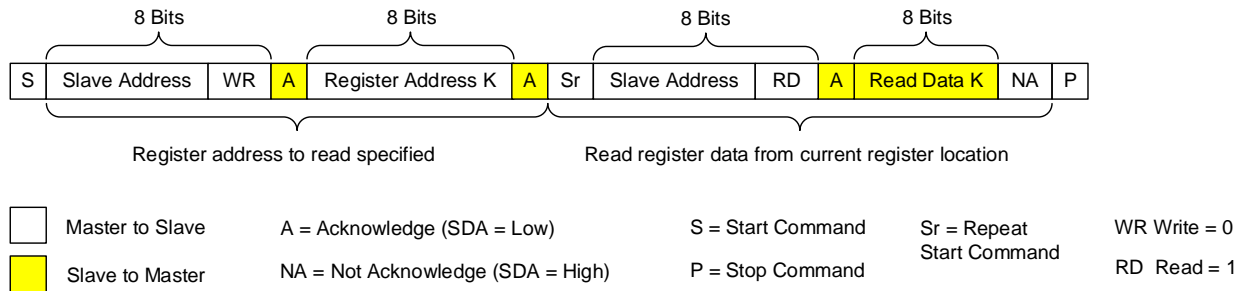 8 Bits 8 Bits 8 Bits 8 Bits
S Slave Address WR A Register Address K A Sr Slave Address RD A Read Data K NA P
Register address to read specified Read register data from current register location
Master to Slave A = Acknowledge (SDA = Low) S = Start Command Sr = Repeat WR Write = 0
Start Command
Slave to Master NA = Not Acknowledge (SDA = High) P = Stop Command RD Read = 1